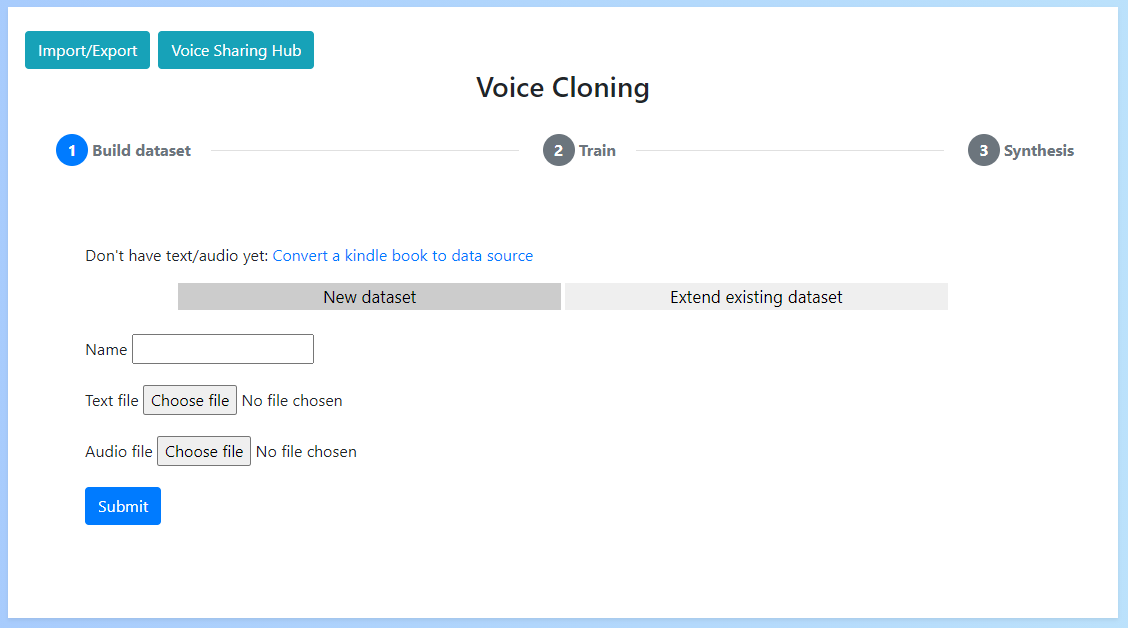 Import/Export Voice Sharing Hub
Voice Cloning
1 Build dataset 2 Train 3 Synthesis
Don't have text/audio yet: Convert a kindle book to data source
New dataset Extend existing dataset
Name
Text file Choose file No file chosen
Audio file Choose file No file chosen
Submit